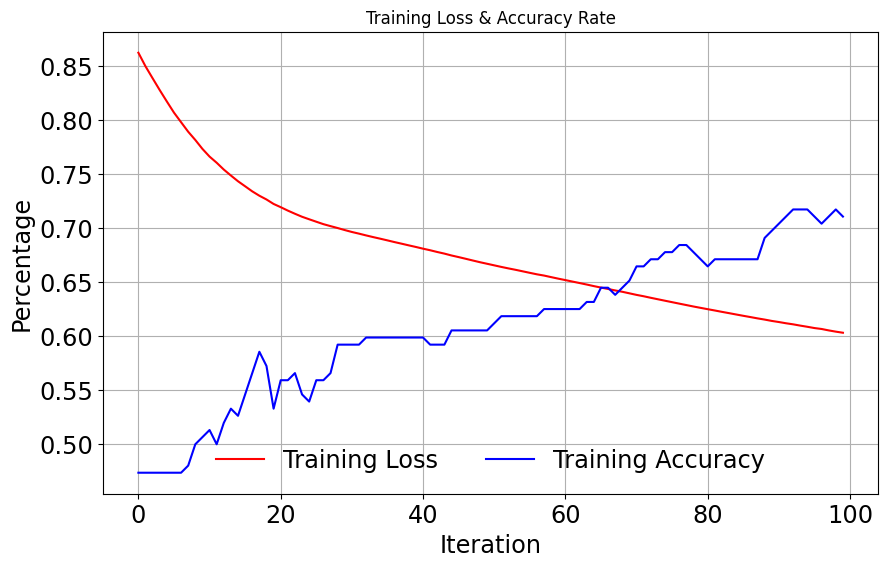 Training Loss & Accuracy Rate
Percentage
0.85
0.80
0.75
0.70
0.65
0.60
0.55
0.50
Training Loss
Training Accuracy
0
20
40
60
80
100
Iteration